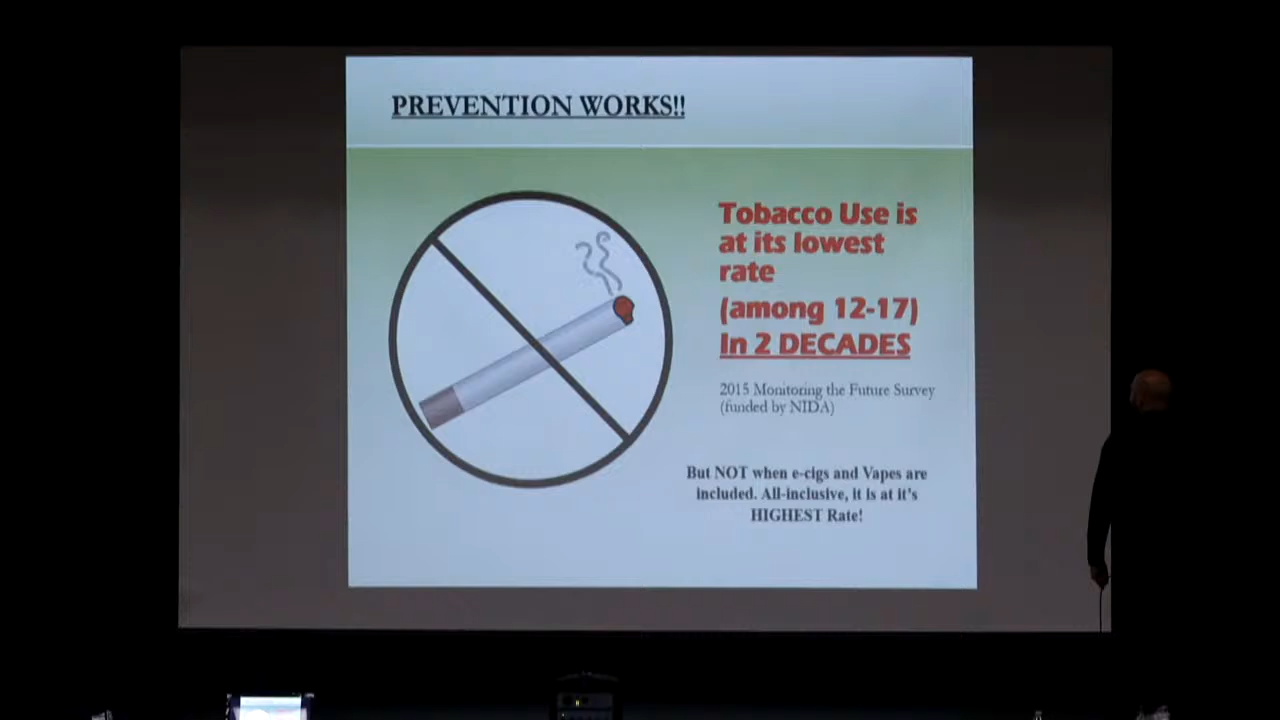 PREVENTION WORKS!!
Tobacco Use is
at its lowest
rate
(among 12-17)
In 2 DECADES
2015 Monitoring the Future Survey
(funded by NIDA)
But NOT when e-cigs and Vapes are
included. All-inclusive, it is at it's
HIGHEST Rate!